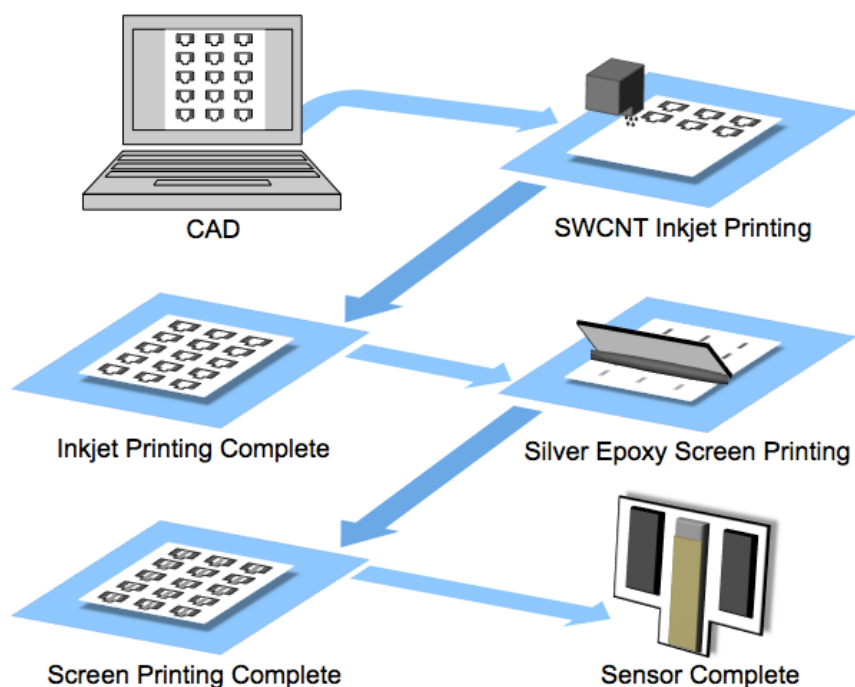 CAD
SWCNT Inkjet Printing
Inkjet Printing Complete
Silver Epoxy Screen Printing
Screen Printing Complete
Sensor Complete